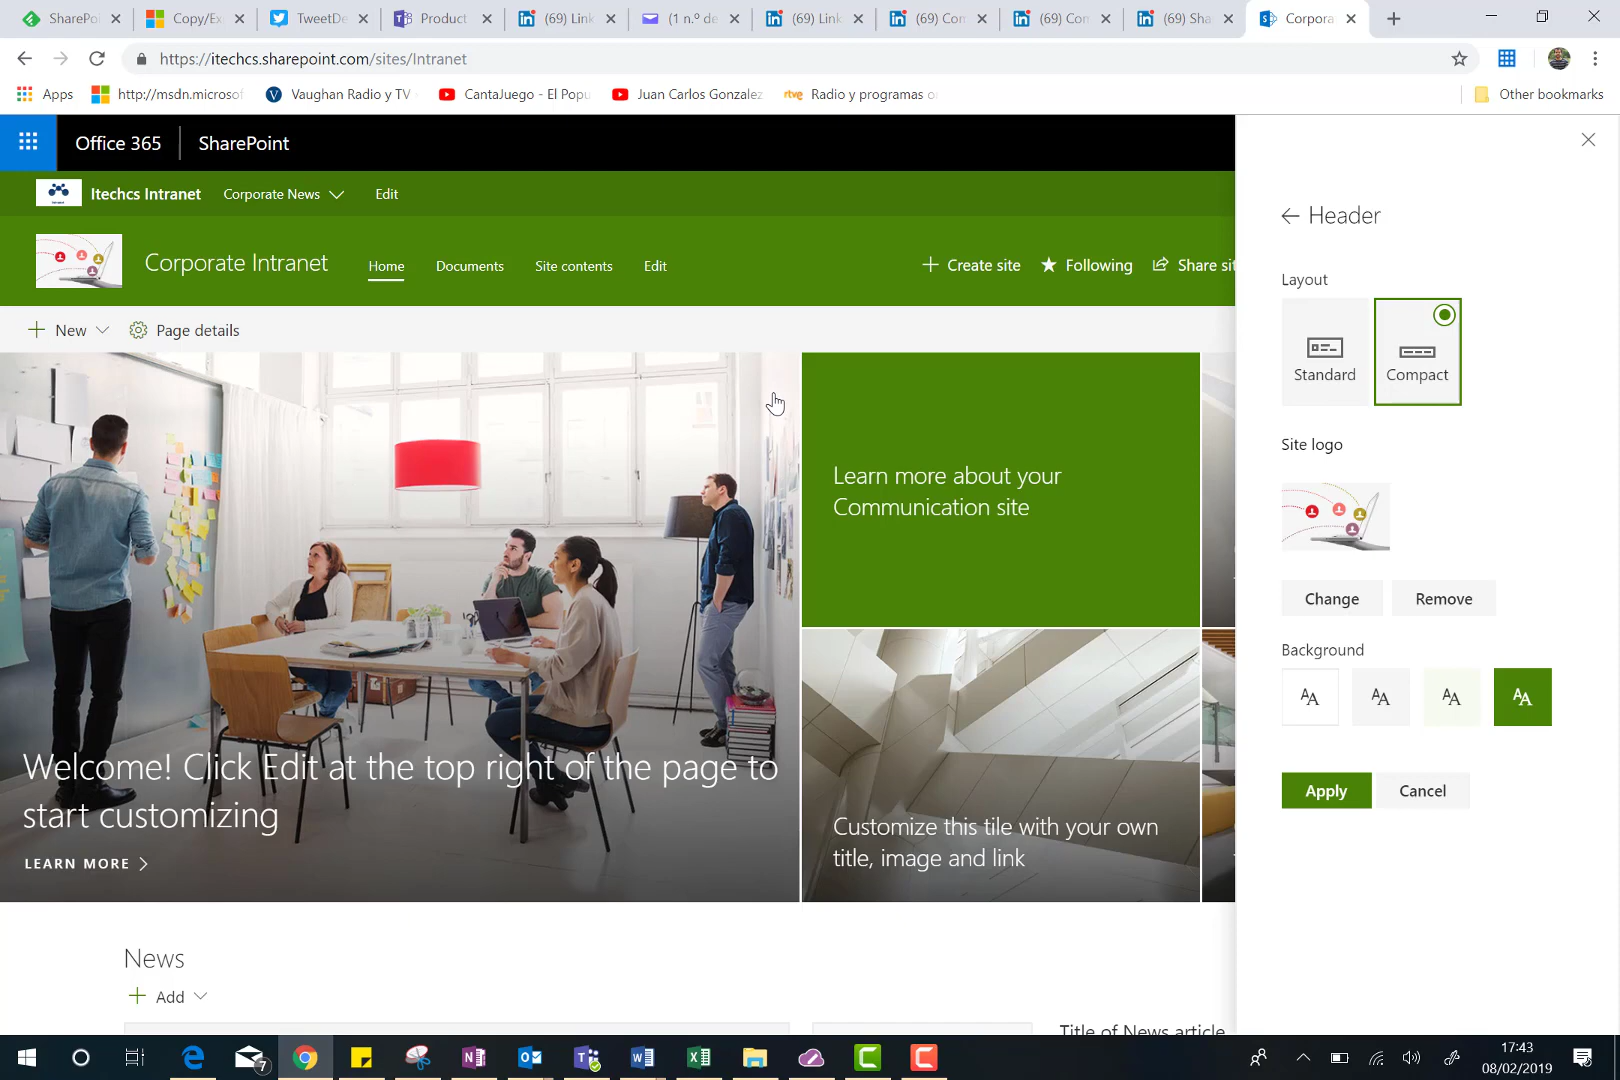 SharePoi
Copy/Ex
TweetDe
Product
(69) Link
(1 n.º de
(69) Link
(69) Con
(69) Con
(69) Sha
Corpora
https://itechcs.sharepoint.com/sites/Intranet
Apps
http://msdn.microsof
Vaughan Radio y TV
CantaJuego - El Popu
Juan Carlos Gonzalez
Radio y programas o
Other bookmarks
Office 365
SharePoint
Itechcs Intranet
Corporate News
Edit
Corporate Intranet
Home
Documents
Site contents
Edit
Create site
Following
Share sit
New
Page details
Welcome! Click Edit at the top right of the page to
start customizing
LEARN MORE
Learn more about your
Communication site
Customize this tile with your own
title, image and link
News
Add
Title of News article
Header
Layout
Standard
Compact
Site logo
Change
Remove
Background
AA
AA
AA
AA
Apply
Cancel
7
17:43
08/02/2019